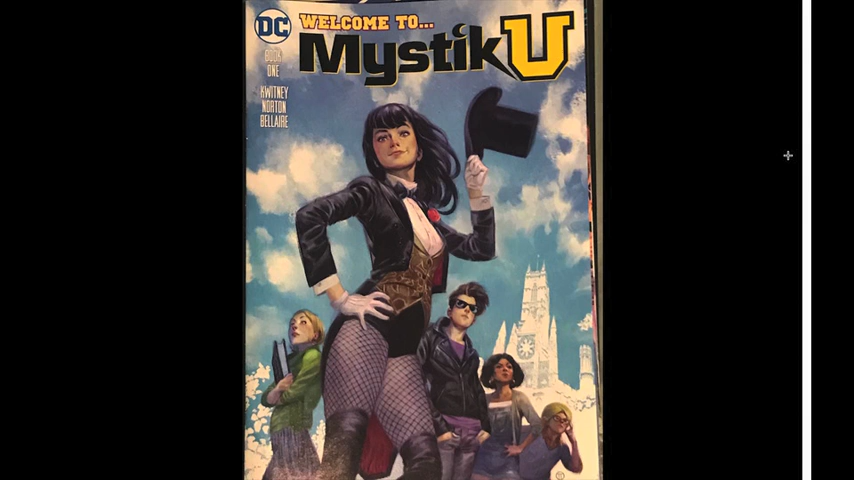 DC
WELCOME TO...
Mystik U
BOOK
ONE
KWITNEY
NORTON
BELLAIRE